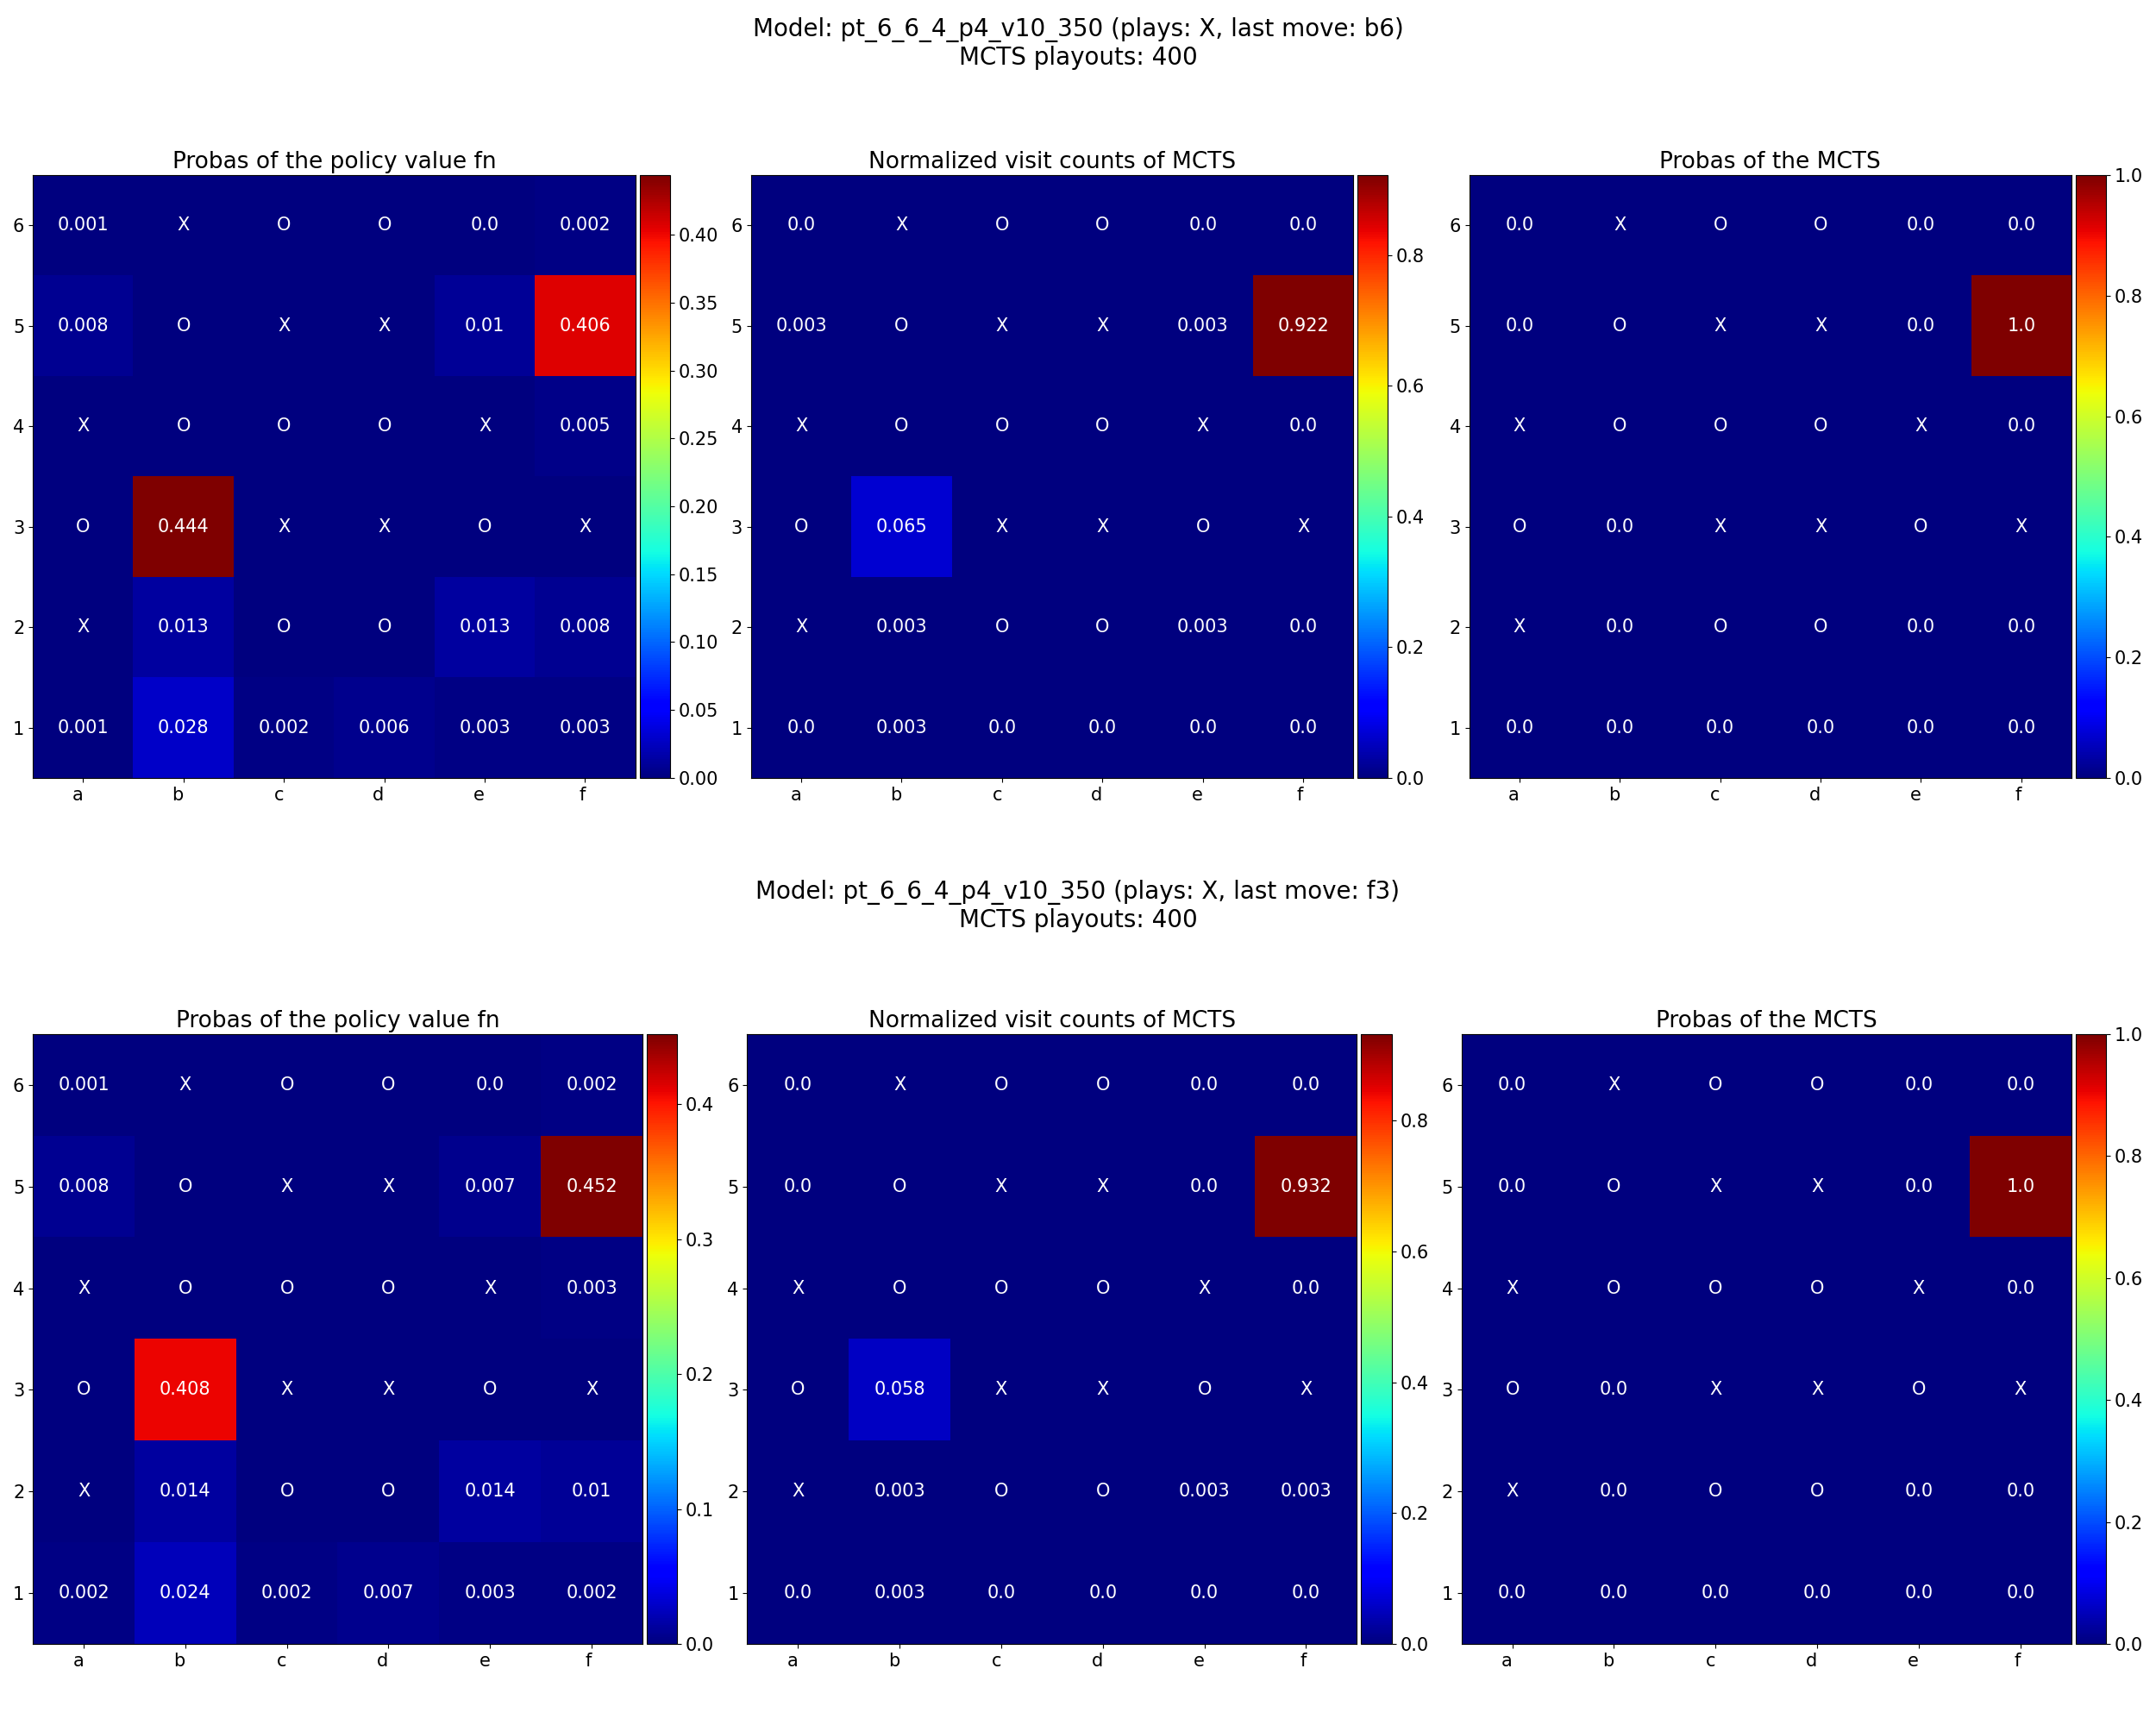 Model: pt_6_6_4_p4_v10_350 (plays: X, last move: b6)
MCTS playouts: 400
Probas of the policy value fn
6 0.001 X O O 0.0 0.002
5 0.008 O X X 0.01 0.406
4 X O O O X 0.005
3 O 0.444 X X O X
2 X 0.013 O O 0.013 0.008
1 0.001 0.028 0.002 0.006 0.003 0.003
a b c d e f
0.40
0.35
0.30
0.25
0.20
0.15
0.10
0.05
0.00
Normalized visit counts of MCTS
6 0.0 X O O 0.0 0.0
5 0.003 O X X 0.003 0.922
4 X O O O X 0.0
3 O 0.065 X X O X
2 X 0.003 O O 0.003 0.0
1 0.0 0.003 0.0 0.0 0.0 0.0
a b c d e f
0.8
0.6
0.4
0.2
0.0
Probas of the MCTS
6 0.0 X O O 0.0 0.0
5 0.0 O X X 0.0 1.0
4 X O O O X 0.0
3 O 0.0 X X O X
2 X 0.0 O O 0.0 0.0
1 0.0 0.0 0.0 0.0 0.0 0.0
a b c d e f
1.0
0.8
0.6
0.4
0.2
0.0
Model: pt_6_6_4_p4_v10_350 (plays: X, last move: f3)
MCTS playouts: 400
Probas of the policy value fn
6 0.001 X O O 0.0 0.002
5 0.008 O X X 0.007 0.452
4 X O O O X 0.003
3 O 0.408 X X O X
2 X 0.014 O O 0.014 0.01
1 0.002 0.024 0.002 0.007 0.003 0.002
a b c d e f
0.4
0.3
0.2
0.1
0.0
Normalized visit counts of MCTS
6 0.0 X O O 0.0 0.0
5 0.0 O X X 0.0 0.932
4 X O O O X 0.0
3 O 0.058 X X O X
2 X 0.003 O O 0.003 0.003
1 0.0 0.003 0.0 0.0 0.0 0.0
a b c d e f
0.8
0.6
0.4
0.2
0.0
Probas of the MCTS
6 0.0 X O O 0.0 0.0
5 0.0 O X X 0.0 1.0
4 X O O O X 0.0
3 O 0.0 X X O X
2 X 0.0 O O 0.0 0.0
1 0.0 0.0 0.0 0.0 0.0 0.0
a b c d e f
1.0
0.8
0.6
0.4
0.2
0.0